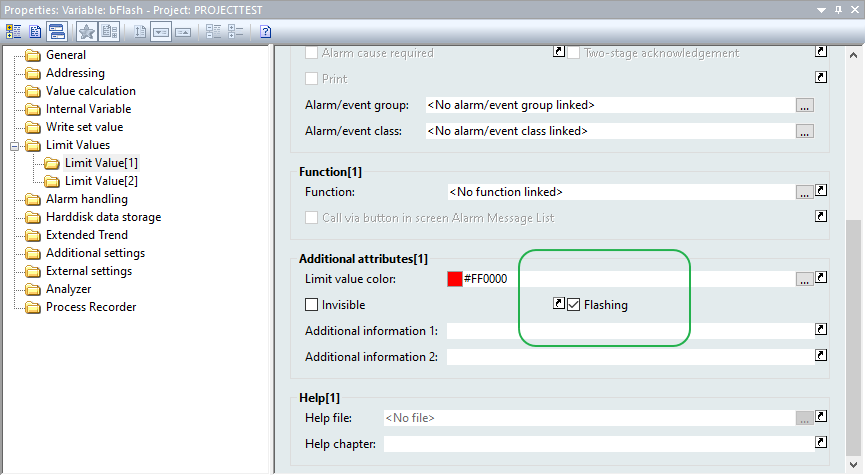 Properties: Variable: bFlash - Project: PROJECTTEST
General
Addressing
Value calculation
Internal Variable
Write set value
Limit Values
Limit Value[1]
Limit Value[2]
Alarm handling
Harddisk data storage
Extended Trend
Additional settings
External settings
Analyzer
Process Recorder
Alarm cause required Two-stage acknowledgement
Print
Alarm/event group: <No alarm/event group linked> ...
Alarm/event class: <No alarm/event class linked> ...
Function[1]
Function: <No function linked> ...
Call via button in screen Alarm Message List
Additional attributes[1]
Limit value color: #FF0000 ...
Invisible Flashing
Additional information 1:
Additional information 2:
Help[1]
Help file: <No file> ...
Help chapter: